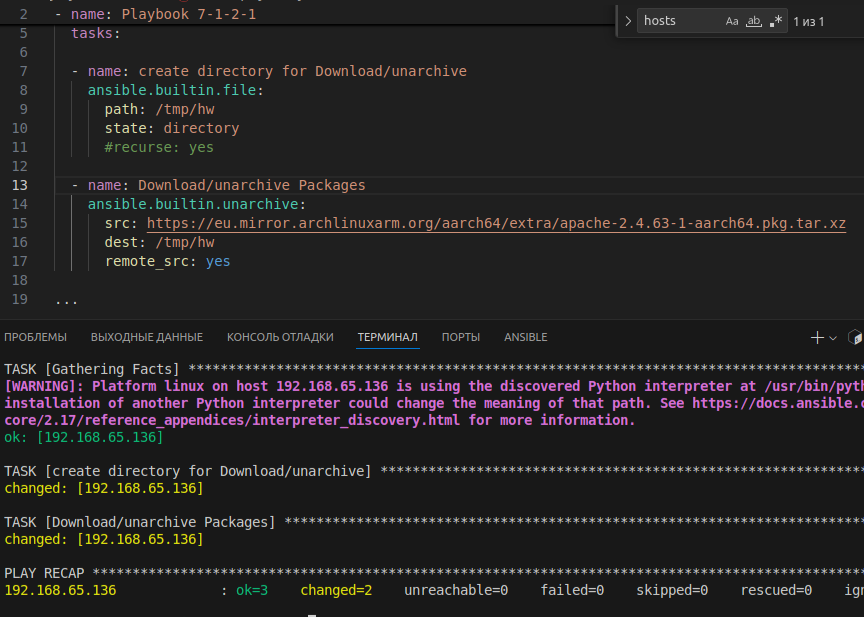 2 - name: Playbook 7-1-2-1
hosts Aa ab .* 1 из 1
5 tasks:
6
7 - name: create directory for Download/unarchive
8 ansible.builtin.file:
9 path: /tmp/hw
10 state: directory
11 #recurse: yes
12
13 - name: Download/unarchive Packages
14 ansible.builtin.unarchive:
15 src: https://eu.mirror.archlinuxarm.org/aarch64/extra/apache-2.4.63-1-aarch64.pkg.tar.xz
16 dest: /tmp/hw
17 remote_src: yes
18
19 ...
ПРОБЛЕМЫ ВЫХОДНЫЕ ДАННЫЕ КОНСОЛЬ ОТЛАДКИ ТЕРМИНАЛ ПОРТЫ ANSIBLE
TASK [Gathering Facts] ************************************************************************************
[WARNING]: Platform linux on host 192.168.65.136 is using the discovered Python interpreter at /usr/bin/pyth
installation of another Python interpreter could change the meaning of that path. See https://docs.ansible.c
core/2.17/reference_appendices/interpreter_discovery.html for more information.
ok: [192.168.65.136]
TASK [create directory for Download/unarchive] ************************************************************
changed: [192.168.65.136]
TASK [Download/unarchive Packages] ************************************************************************
changed: [192.168.65.136]
PLAY RECAP ************************************************************************************************
192.168.65.136 : ok=3 changed=2 unreachable=0 failed=0 skipped=0 rescued=0 ign